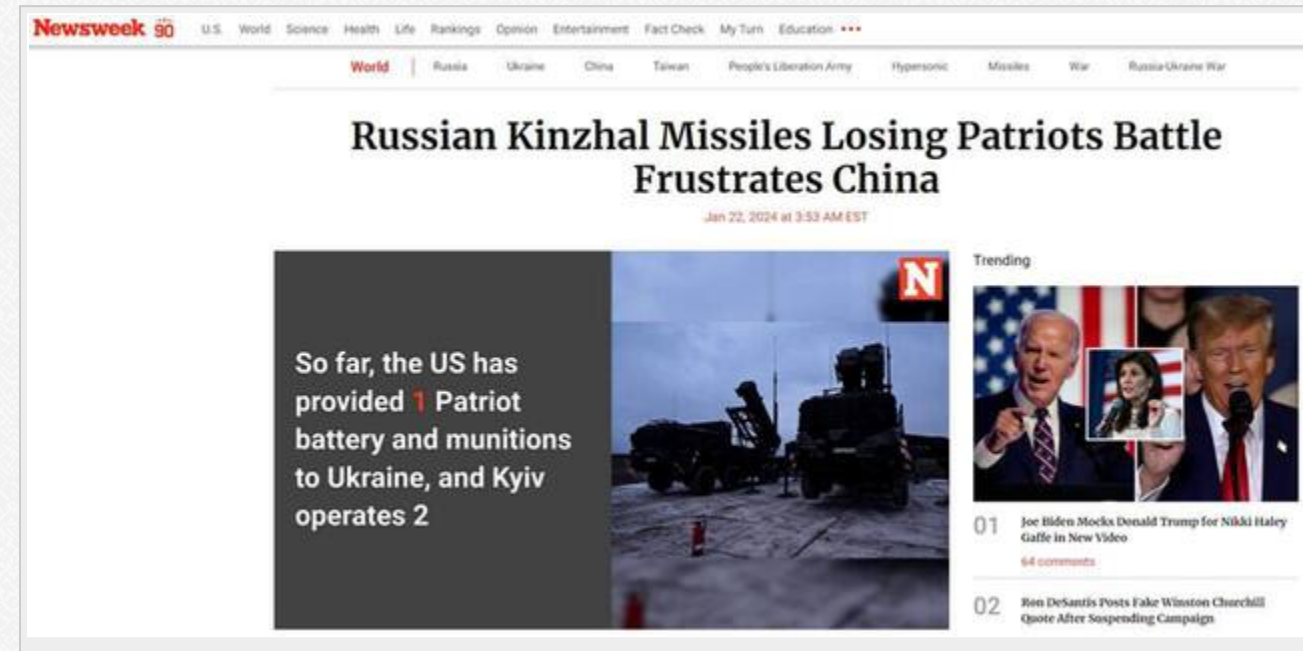 Newsweek 90 U.S. World Science Health Life Rankings Opinion Entertainment Fact Check My Turn Education
World Russia Ukraine China Taiwan People's Liberation Army Hypersonic Missiles War Russia-Ukraine War
Russian Kinzhal Missiles Losing Patriots Battle
Frustrates China
Jan 22, 2024 at 3:53 AM EST
N
So far, the US has
provided 1 Patriot
battery and munitions
to Ukraine, and Kyiv
operates 2
Trending
01 Joe Biden Mocks Donald Trump for Nikki Haley
Gaffe in New Video
64 comments
02 Ron DeSantis Posts Fake Winston Churchill
Quote After Suspending Campaign